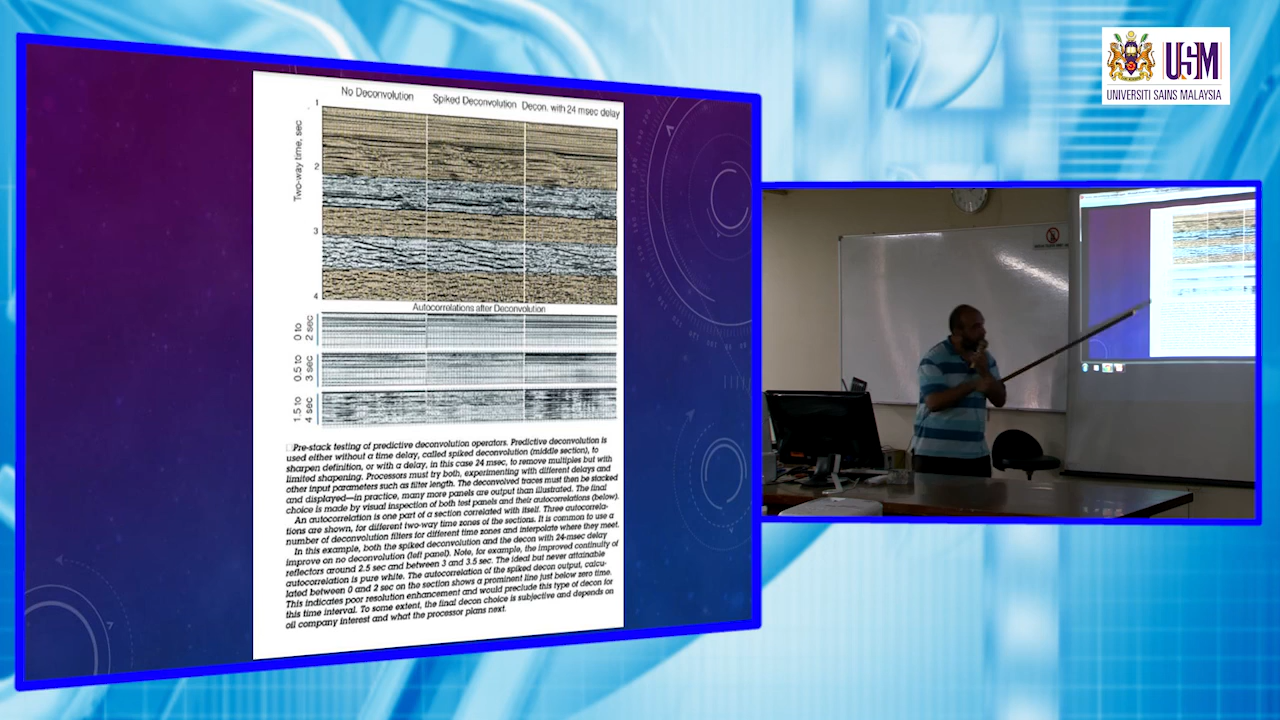 No Deconvolution
Spiked Deconvolution
Decon. with 24 msec delay
Two-way time, sec
1
2
3
4
Autocorrelations after Deconvolution
0 to
2 sec
0.5 to
3 sec
1.5 to
4 sec
Pre-stack testing of predictive deconvolution operators. Predictive deconvolution is
used either without a time delay, called spiked deconvolution (middle section), to
sharpen definition, or with a delay, in this case 24 msec, to remove multiples but with
limited shapening. Processors must try both, experimenting with different delays and
other input parameters such as filter length. The deconvolved traces must then be stacked
and displayed—in practice, many more panels are output than illustrated. The final
choice is made by visual inspection of both test panels and their autocorrelations (below).
An autocorrelation is one part of a section correlated with itself. Three autocorrela-
tions are shown, for different two-way time zones of the sections. It is common to use a
number of deconvolution filters for different time zones and interpolate where they meet.
In this example, both the spiked deconvolution and the decon with 24-msec delay
improve on no deconvolution (left panel). Note, for example, the improved continuity of
reflectors around 2.5 sec and between 3 and 3.5 sec. The ideal but never attainable
autocorrelation is pure white. The autocorrelation of the spiked decon output, calcu-
lated between 0 and 2 sec on the section shows a prominent line just below zero time.
This indicates poor resolution enhancement and would preclude this type of decon for
this time interval. To some extent, the final decon choice is subjective and depends on
oil company interest and what the processor plans next.
USM
UNIVERSITI SAINS MALAYSIA